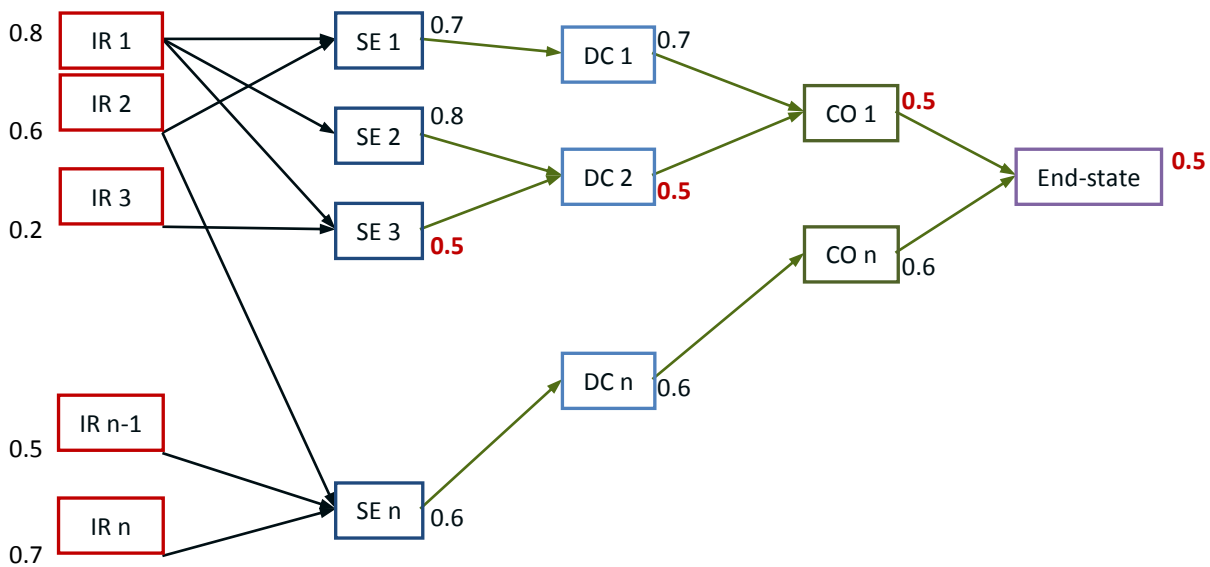 0.8
IR 1
SE 1
0.7
DC 1
0.7
IR 2
0.6
SE 2
0.8
CO 1
0.5
IR 3
0.2
SE 3
0.5
DC 2
0.5
End-state
0.5
CO n
0.6
DC n
0.6
IR n-1
0.5
SE n
0.6
IR n
0.7